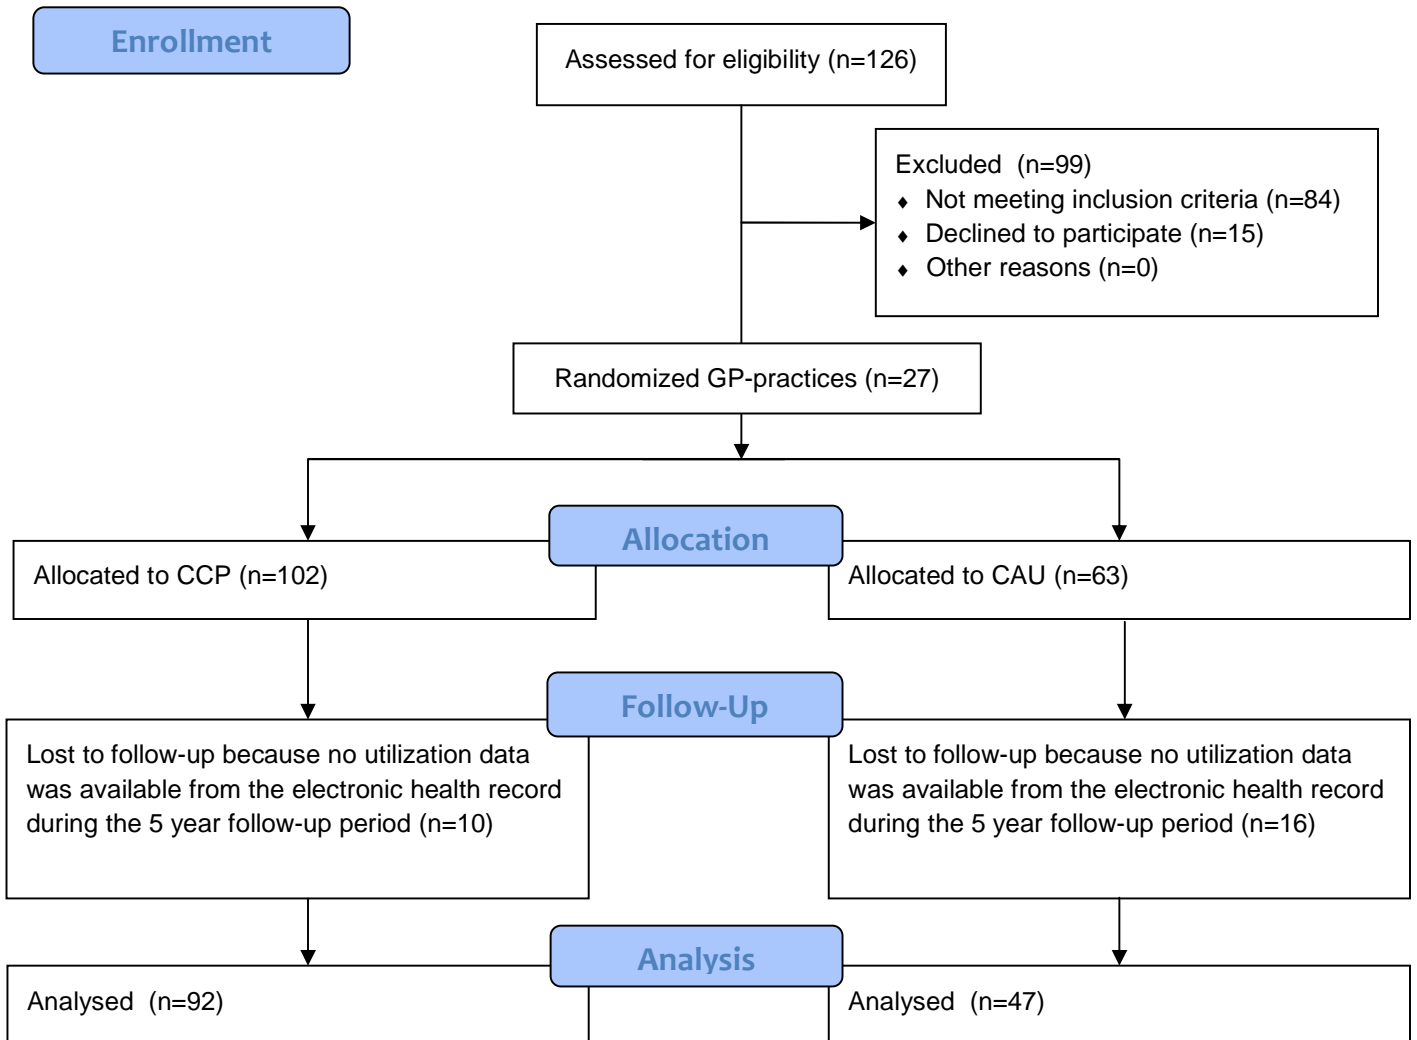 Enrollment
Assessed for eligibility (n=126)
Excluded (n=99)
♦ Not meeting inclusion criteria (n=84)
♦ Declined to participate (n=15)
♦ Other reasons (n=0)
Randomized GP-practices (n=27)
Allocation
Allocated to CCP (n=102)
Allocated to CAU (n=63)
Follow-Up
Lost to follow-up because no utilization data
was available from the electronic health record
during the 5 year follow-up period (n=10)
Lost to follow-up because no utilization data
was available from the electronic health record
during the 5 year follow-up period (n=16)
Analysis
Analysed (n=92)
Analysed (n=47)